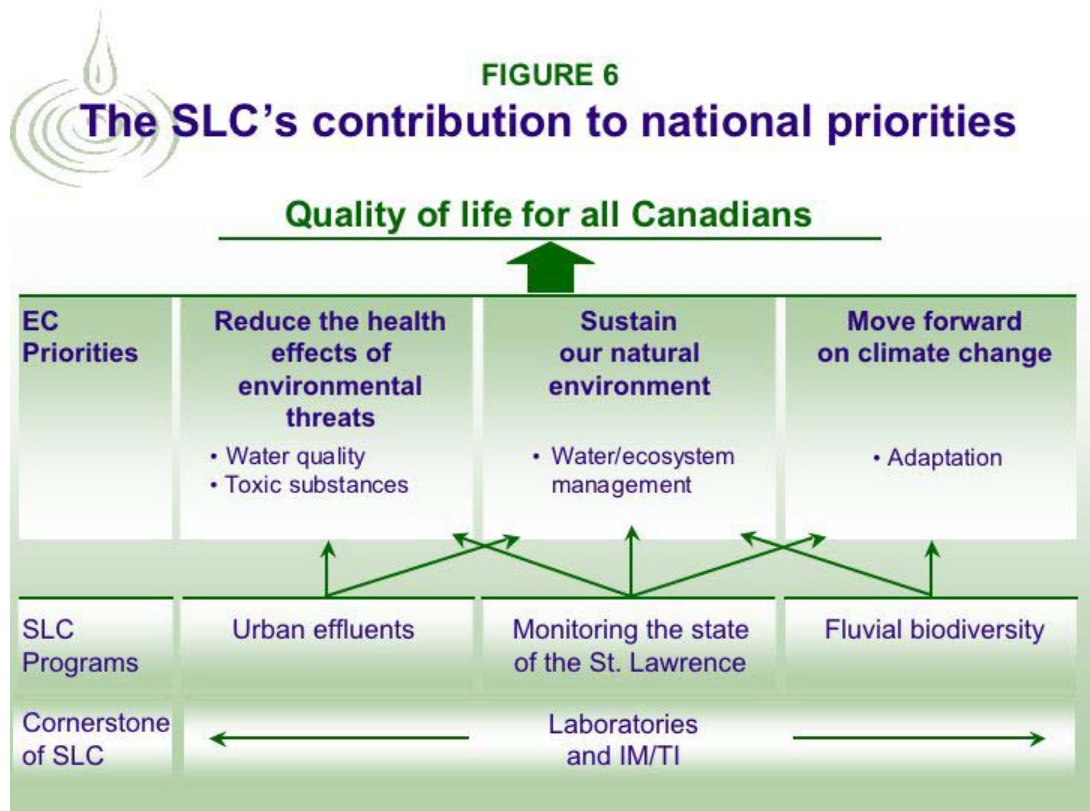 FIGURE 6
The SLC's contribution to national priorities
Quality of life for all Canadians
EC
Priorities
Reduce the health
effects of
environmental
threats
• Water quality
• Toxic substances
Sustain
our natural
environment
• Water/ecosystem
management
Move forward
on climate change
• Adaptation
SLC
Programs
Urban effluents
Monitoring the state
of the St. Lawrence
Fluvial biodiversity
Cornerstone
of SLC
Laboratories
and IM/TI